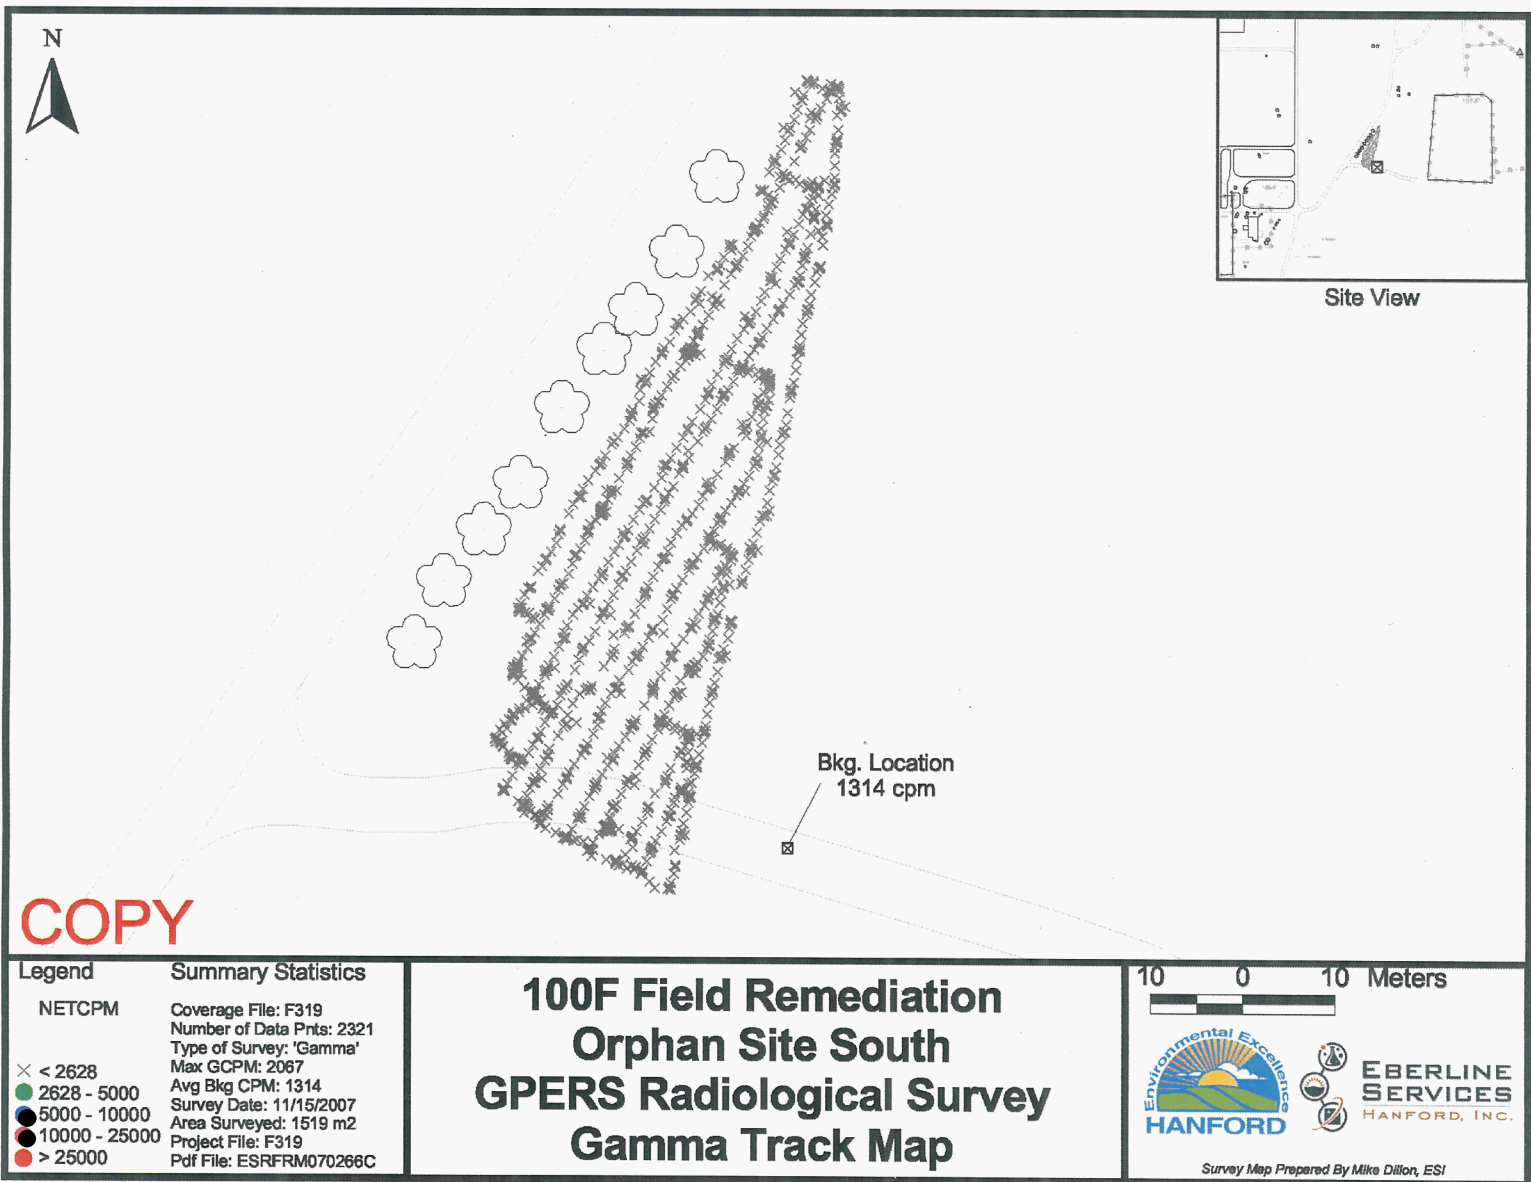 N
Site View
Bkg. Location
1314 cpm
COPY
Legend
NETCPM
< 2628
2628 - 5000
5000 - 10000
10000 - 25000
> 25000
Summary Statistics
Coverage File: F319
Number of Data Pnts: 2321
Type of Survey: 'Gamma'
Max GCPM: 2067
Avg Bkg CPM: 1314
Survey Date: 11/15/2007
Area Surveyed: 1519 m2
Project File: F319
Pdf File: ESRFRM070266C
100F Field Remediation
Orphan Site South
GPERS Radiological Survey
Gamma Track Map
10 0 10 Meters
Environmental Excellence
HANFORD
EBERLINE
SERVICES
HANFORD, INC.
Survey Map Prepared By Mike Dillon, ESI